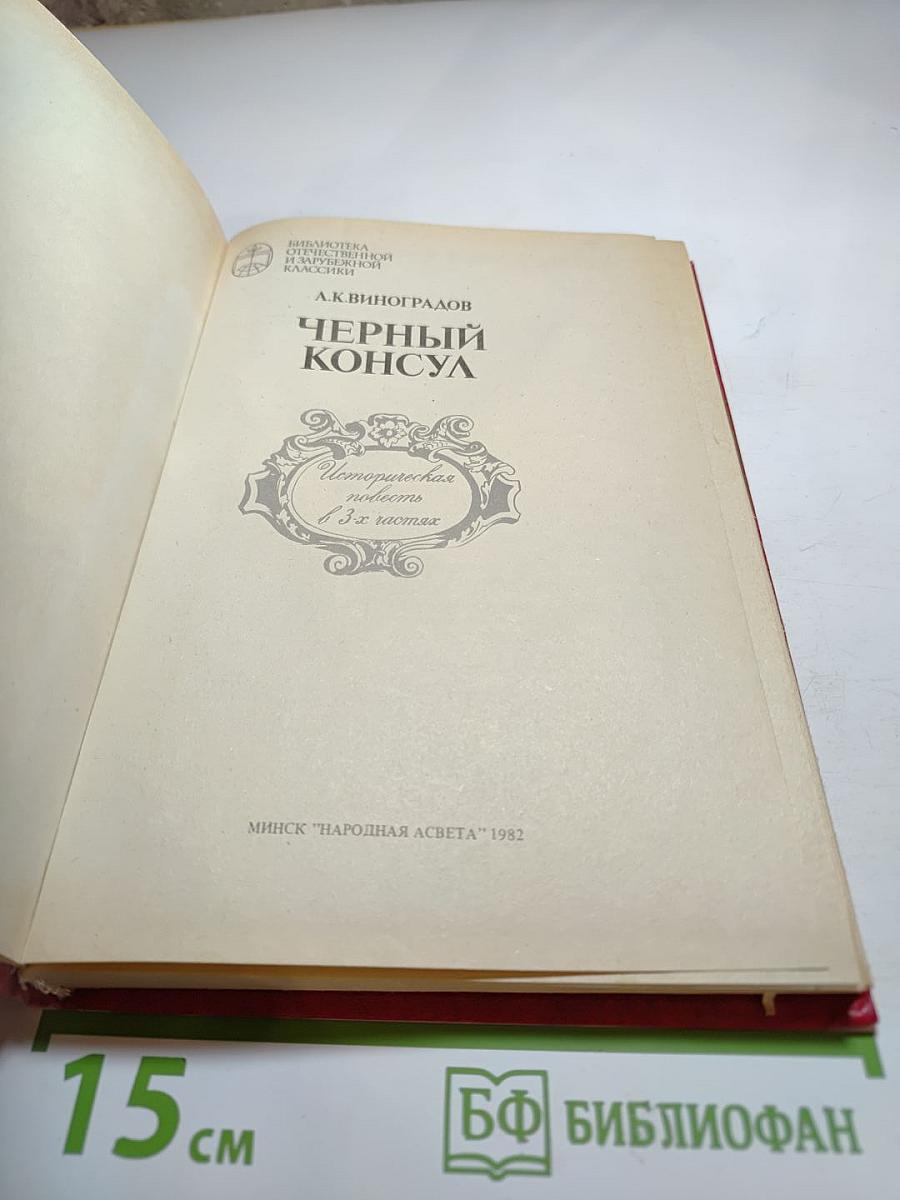 БИБЛИОТЕКА
ОТЕЧЕСТВЕННОЙ
И ЗАРУБЕЖНОЙ
КЛАССИКИ
А.К.ВИНОГРАДОВ
ЧЕРНЫЙ
КОНСУЛ
Историческая
повесть
в 3-х частях
МИНСК "НАРОДНАЯ АСВЕТА" 1982
15 см
БФ БИБЛИОФАН